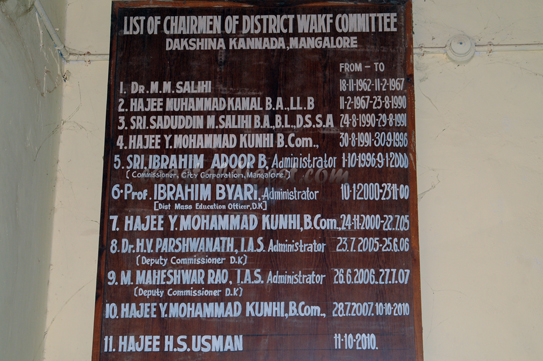 LIST OF CHAIRMEN OF DISTRICT WAKF COMMITTEE
DAKSHINA KANNADA, MANGALORE
FROM - TO
1. DR. M.M. SALIHI 18-11-1962-11-2-1967
2. HAJEE MUHAMMAD KAMAL B.A., LL.B 11-2-1967-23-8-1990
3. SRI. SADUDDIN M. SALIHI B.A, B.L., D.S.S.A 24-8-1990-29-8-1991
4. HAJEE Y. MOHAMMAD KUNHI B.Com., 30-8-1991-30-9-1996
5. SRI. IBRAHIM ADOOR B., Administrator 1-10-1996-9-1-2000
(Commissioner, City Corporation, Mangalore)
6. PROF. IBRAHIM BYARI, Administrator 10-1-2000-23-11-00
[Dist Mass Education Officer, D.K]
7. HAJEE Y. MOHAMMAD KUNHI, B.Com., 24-11-2000-22.7.05
8. DR. H.V. PARSHWANATH, I.A.S. Administrator 23.7.2005-25.6.06
(Deputy Commissioner D.K)
9. M. MAHESHWAR RAO, I.A.S. Administrator 26.6.2006-27.7.07
(Deputy Commissioner D.K)
10. HAJEE Y. MOHAMMAD KUNHI, B.Com., 28.7.2007. 10-10-2010
11. HAJEE H.S. USMAN 11-10-2010.